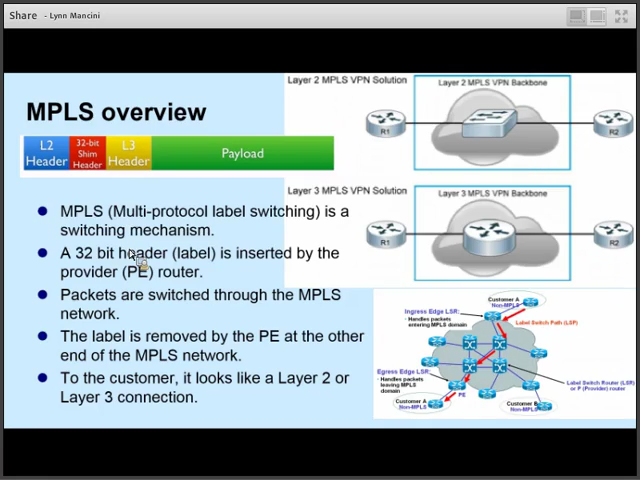 Share - Lynn Mancini
MPLS overview
L2 Header
32-bit Shim Header
L3 Header
Payload
MPLS (Multi-protocol label switching) is a
switching mechanism.
A 32 bit header (label) is inserted by the
provider (PE) router.
Packets are switched through the MPLS
network.
The label is removed by the PE at the other
end of the MPLS network.
To the customer, it looks like a Layer 2 or
Layer 3 connection.
Layer 2 MPLS VPN Solution
Layer 2 MPLS VPN Backbone
R1
R2
Layer 3 MPLS VPN Solution
Layer 3 MPLS VPN Backbone
R1
R2
Customer A
Non-MPLS
Ingress Edge LSR:
· Handles packets
entering MPLS domain
Label Switch Path (LSP)
Egress Edge LSR:
· Handles packets
leaving MPLS
domain
PE
Label Switch Router (LSR)
or P (Provider) router
Customer A
Non-MPLS
Customer B
Non-MPLS